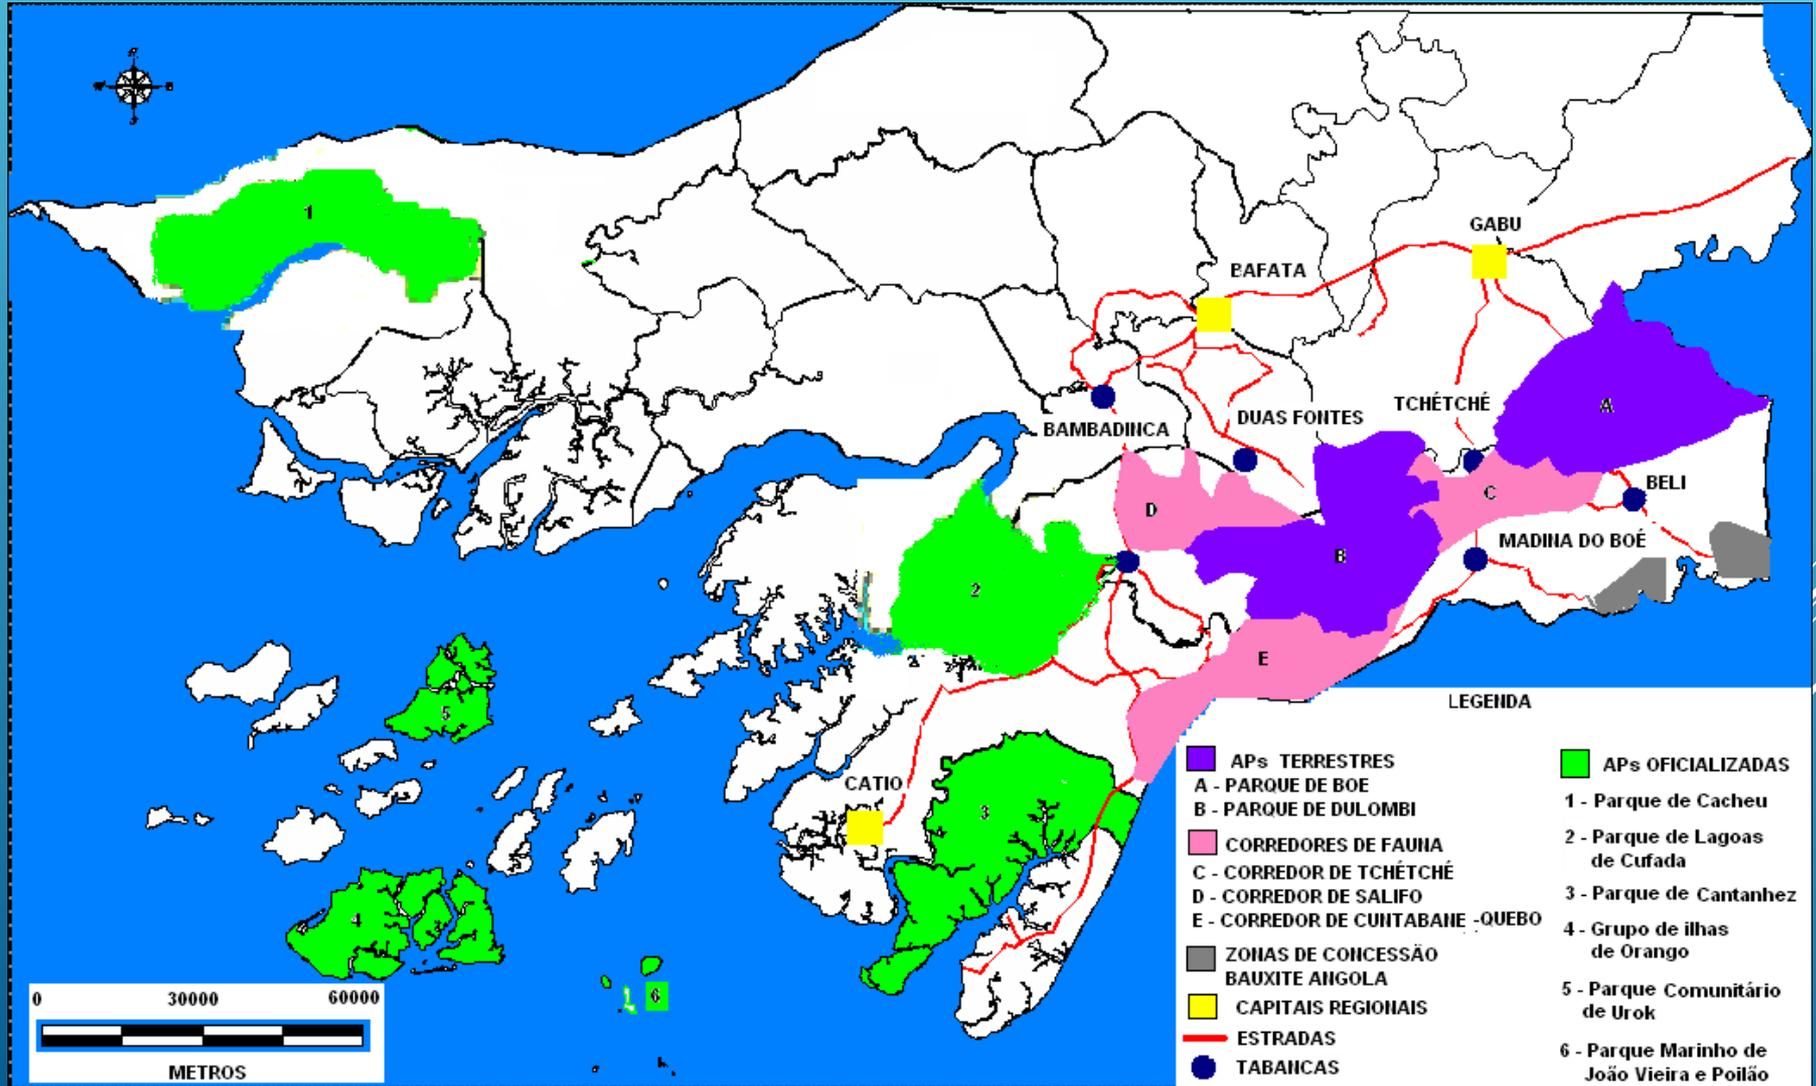 1
GABU
BAFATA
TCHÉTCHÉ
A
DUAS FONTES
BAMBADINCA
BELI
C
D
MADINA DO BOÉ
B
2
E
5
LEGENDA
CATIO
3
4
6
APs TERRESTRES
A - PARQUE DE BOE
B - PARQUE DE DULOMBI
CORREDORES DE FAUNA
C - CORREDOR DE TCHÉTCHÉ
D - CORREDOR DE SALIFO
E - CORREDOR DE CUNTABANE -QUEBO
ZONAS DE CONCESSÃO
BAUXITE ANGOLA
CAPITAIS REGIONAIS
ESTRADAS
TABANCAS
APs OFICIALIZADAS
1 - Parque de Cacheu
2 - Parque de Lagoas
de Cufada
3 - Parque de Cantanhez
4 - Grupo de ilhas
de Orango
5 - Parque Comunitário
de Urok
6 - Parque Marinho de
João Vieira e Poilão
0 30000 60000
METROS